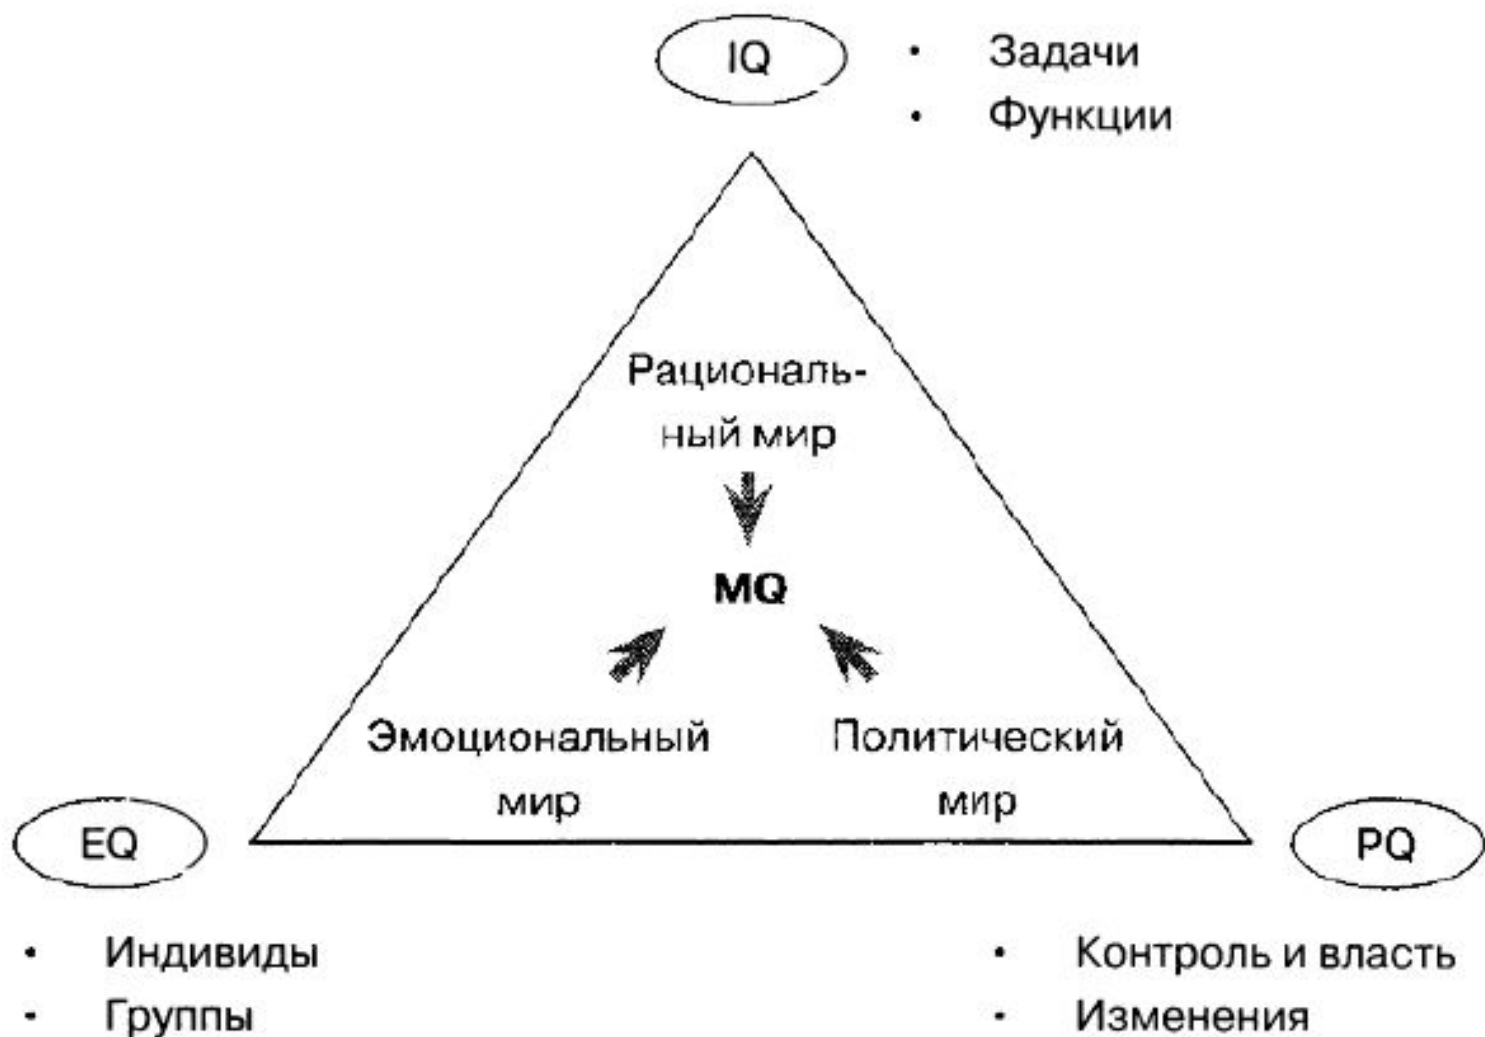 IQ
• Задачи
• Функции
Рациональ-
ный мир
MQ
Эмоциональный
мир
Политический
мир
EQ
PQ
• Индивиды
• Группы
• Контроль и власть
• Изменения